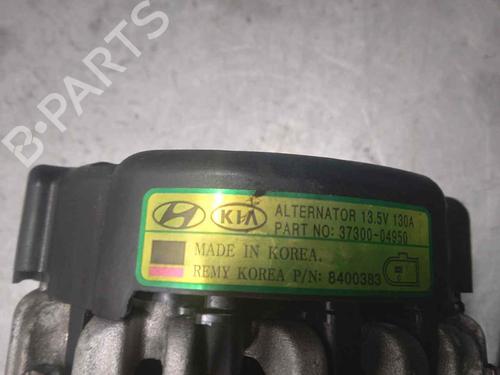 B-PARTS
KIA ALTERNATOR 13.5V 130A
PART NO: 37300-04950
MADE IN KOREA.
REMY KOREA P/N: 8400383
C